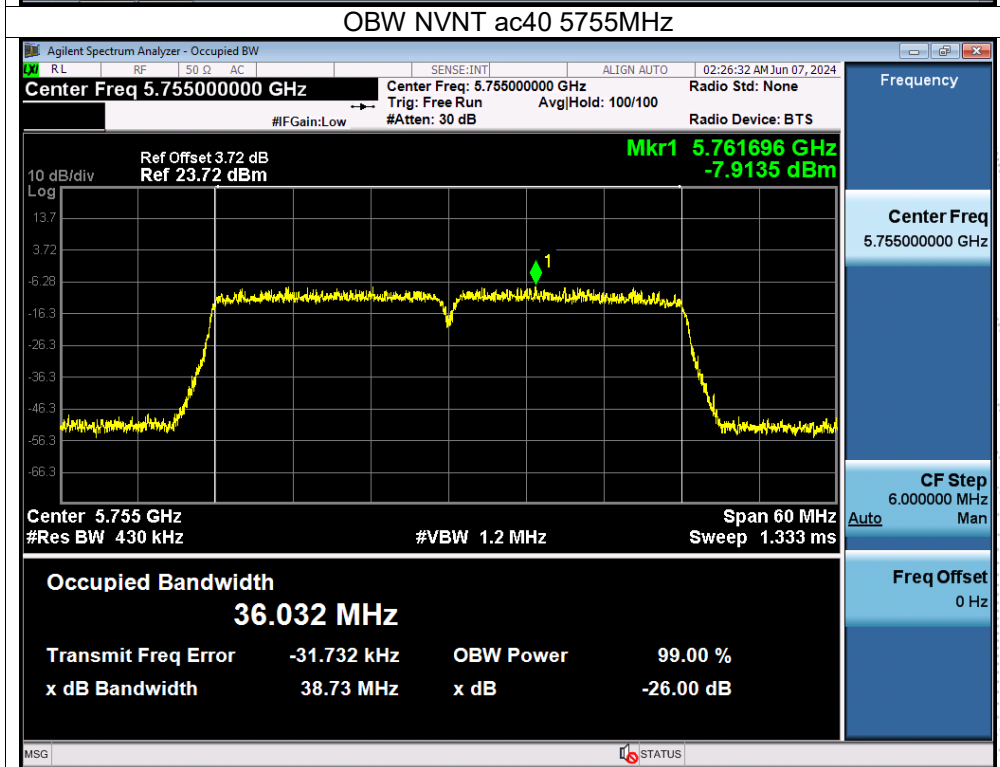 OBW NVNT ac40 5755MHz
Agilent Spectrum Analyzer - Occupied BW
LXI RL RF 50 Ω AC SENSE:INT ALIGN AUTO 02:26:32 AM Jun 07, 2024
Center Freq 5.755000000 GHz
Center Freq: 5.755000000 GHz
Radio Std: None
Trig: Free Run Avg|Hold: 100/100
#IFGain:Low #Atten: 30 dB Radio Device: BTS
Frequency
Mkr1 5.761696 GHz
-7.9135 dBm
Ref Offset 3.72 dB
10 dB/div Ref 23.72 dBm
Log
13.7
3.72
-6.28
-16.3
-26.3
-36.3
-46.3
-56.3
-66.3
1
Center 5.755 GHz Span 60 MHz
#Res BW 430 kHz #VBW 1.2 MHz Sweep 1.333 ms
Occupied Bandwidth
36.032 MHz
Transmit Freq Error -31.732 kHz OBW Power 99.00 %
x dB Bandwidth 38.73 MHz x dB -26.00 dB
Center Freq
5.755000000 GHz
CF Step
6.000000 MHz
Auto Man
Freq Offset
0 Hz
MSG STATUS